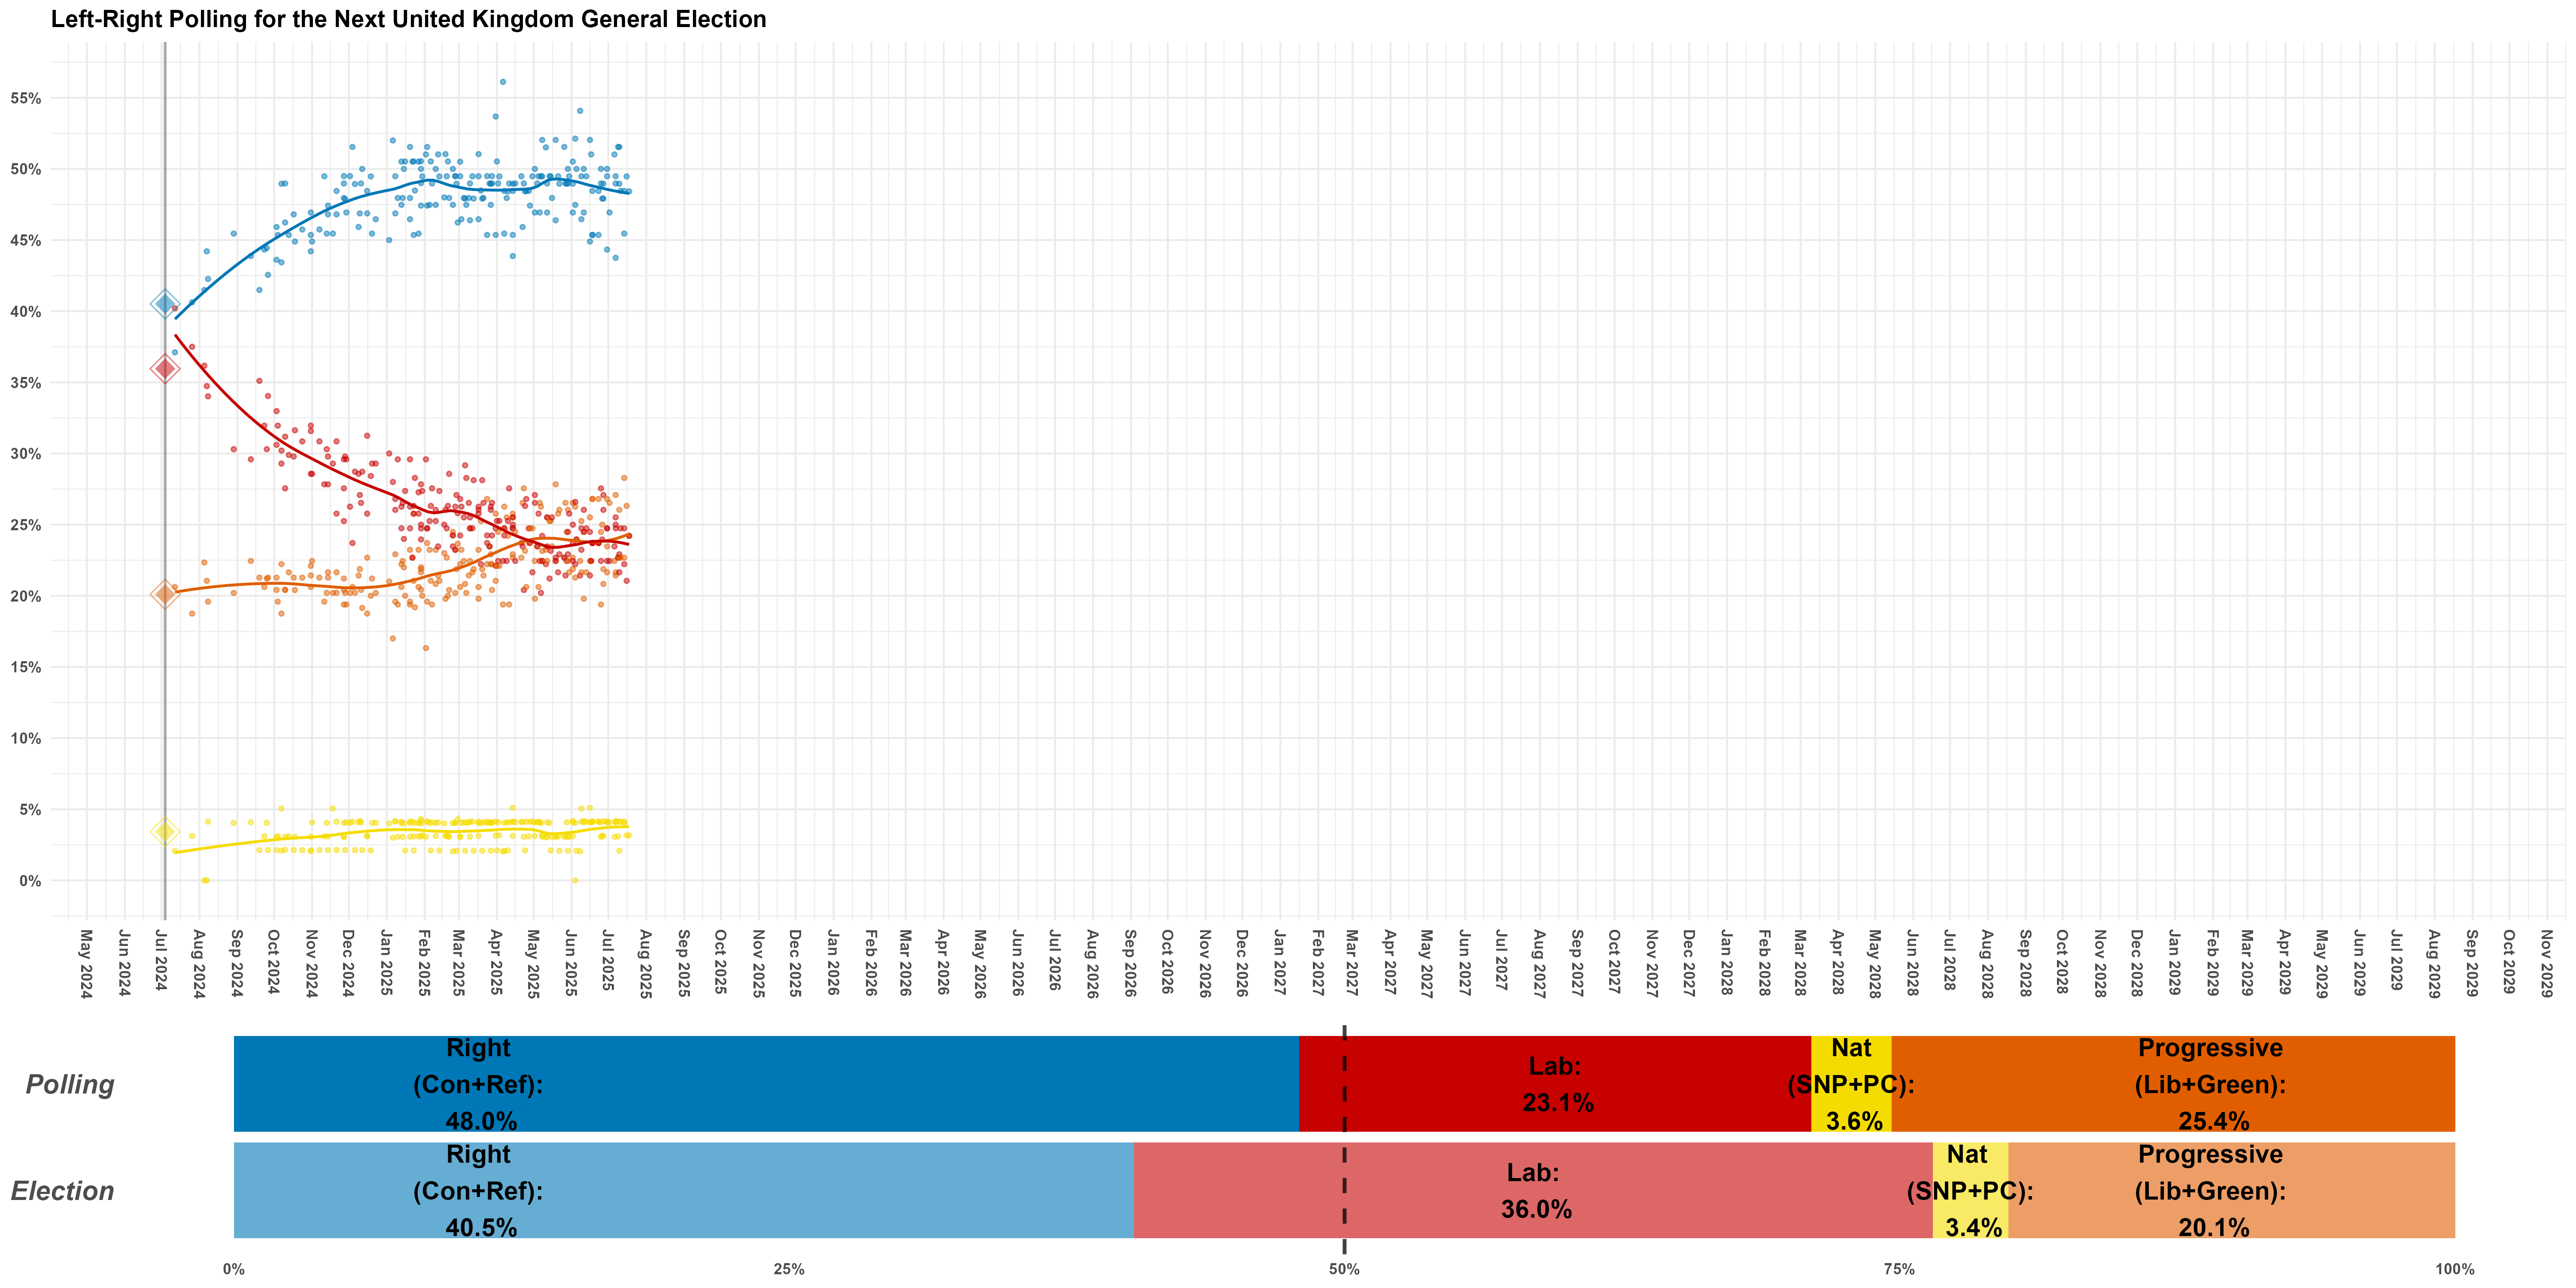 Left-Right Polling for the Next United Kingdom General Election
55%
50%
45%
40%
35%
30%
25%
20%
15%
10%
5%
0%
May 2024
Jun 2024
Jul 2024
Aug 2024
Sep 2024
Oct 2024
Nov 2024
Dec 2024
Jan 2025
Feb 2025
Mar 2025
Apr 2025
May 2025
Jun 2025
Jul 2025
Aug 2025
Sep 2025
Oct 2025
Nov 2025
Dec 2025
Jan 2026
Feb 2026
Mar 2026
Apr 2026
May 2026
Jun 2026
Jul 2026
Aug 2026
Sep 2026
Oct 2026
Nov 2026
Dec 2026
Jan 2027
Feb 2027
Mar 2027
Apr 2027
May 2027
Jun 2027
Jul 2027
Aug 2027
Sep 2027
Oct 2027
Nov 2027
Dec 2027
Jan 2028
Feb 2028
Mar 2028
Apr 2028
May 2028
Jun 2028
Jul 2028
Aug 2028
Sep 2028
Oct 2028
Nov 2028
Dec 2028
Jan 2029
Feb 2029
Mar 2029
Apr 2029
May 2029
Jun 2029
Jul 2029
Aug 2029
Sep 2029
Oct 2029
Nov 2029
Polling
Right
(Con+Ref):
48.0%
Lab:
23.1%
Nat
(SNP+PC):
3.6%
Progressive
(Lib+Green):
25.4%
Election
Right
(Con+Ref):
40.5%
Lab:
36.0%
Nat
(SNP+PC):
3.4%
Progressive
(Lib+Green):
20.1%
0%
25%
50%
75%
100%